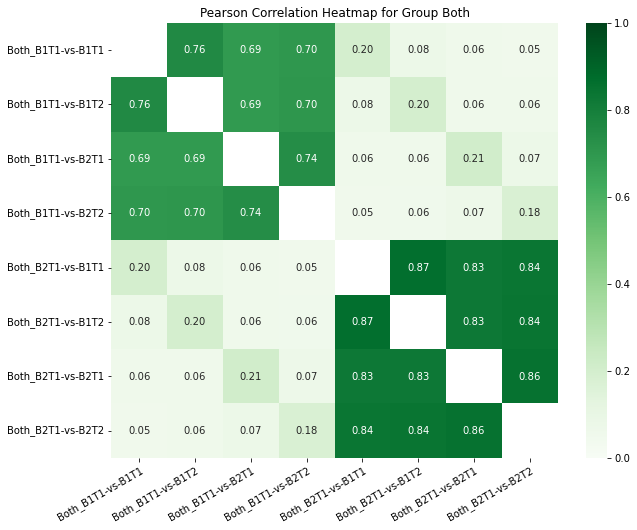 Pearson Correlation Heatmap for Group Both
Both_B1T1-vs-B1T1 0.76 0.69 0.70 0.20 0.08 0.06 0.05
Both_B1T1-vs-B1T2 0.76 0.69 0.70 0.08 0.20 0.06 0.06
Both_B1T1-vs-B2T1 0.69 0.69 0.74 0.06 0.06 0.21 0.07
Both_B1T1-vs-B2T2 0.70 0.70 0.74 0.05 0.06 0.07 0.18
Both_B2T1-vs-B1T1 0.20 0.08 0.06 0.05 0.87 0.83 0.84
Both_B2T1-vs-B1T2 0.08 0.20 0.06 0.06 0.87 0.83 0.84
Both_B2T1-vs-B2T1 0.06 0.06 0.21 0.07 0.83 0.83 0.86
Both_B2T1-vs-B2T2 0.05 0.06 0.07 0.18 0.84 0.84 0.86
Both_B1T1-vs-B1T1
Both_B1T1-vs-B1T2
Both_B1T1-vs-B2T1
Both_B1T1-vs-B2T2
Both_B2T1-vs-B1T1
Both_B2T1-vs-B1T2
Both_B2T1-vs-B2T1
Both_B2T1-vs-B2T2
1.0
0.8
0.6
0.4
0.2
0.0